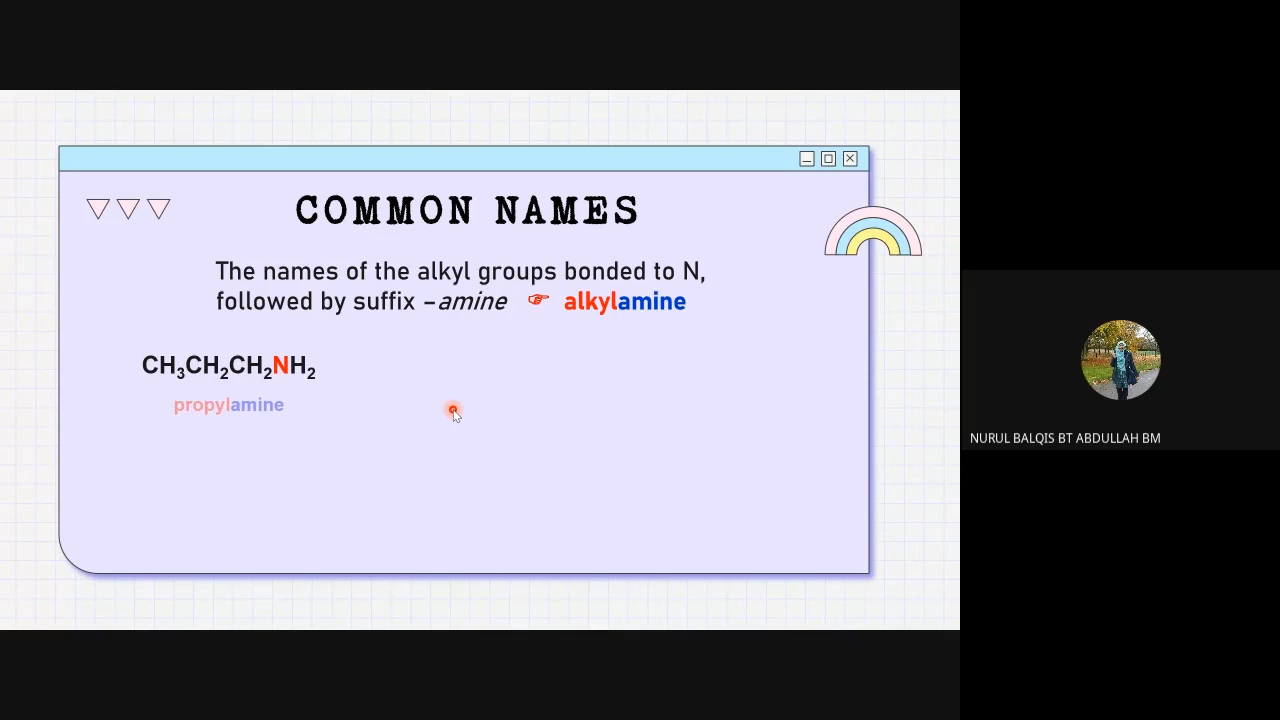 COMMON NAMES
The names of the alkyl groups bonded to N,
followed by suffix –amine ☞ alkylamine
CH₃CH₂CH₂NH₂
propylamine
NURUL BALQIS BT ABDULLAH BM